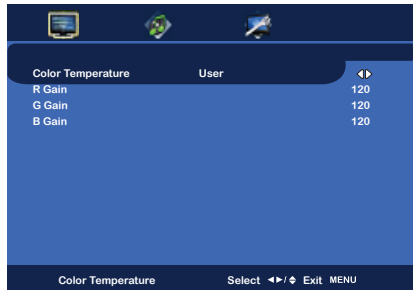 Color Temperature User
R Gain 120
G Gain 120
B Gain 120
Color Temperature Select ◄►/◆ Exit MENU